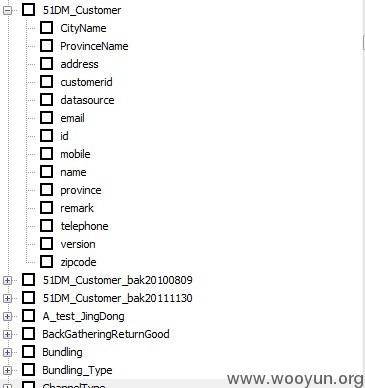 51DM_Customer
CityName
ProvinceName
address
customerid
datasource
email
id
mobile
name
province
remark
telephone
version
zipcode
51DM_Customer_bak20100809
51DM_Customer_bak20111130
A_test_JingDong
BackGatheringReturnGood
Bundling
Bundling_Type
ChannelType
www.wooyun.org